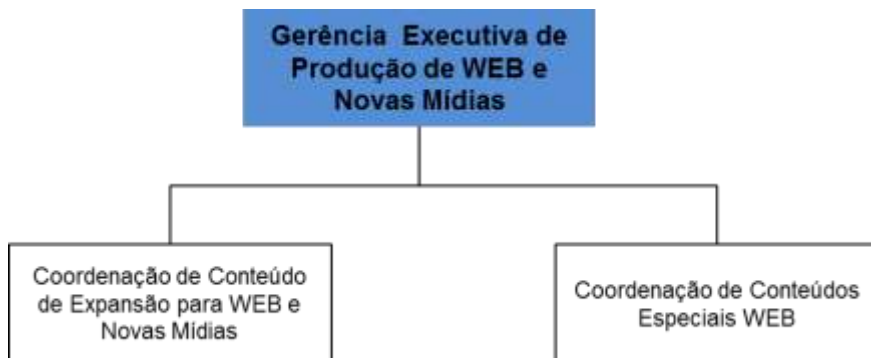 Gerência Executiva de
Produção de WEB e
Novas Mídias
Coordenação de Conteúdo
de Expansão para WEB e
Novas Mídias
Coordenação de Conteúdos
Especiais WEB